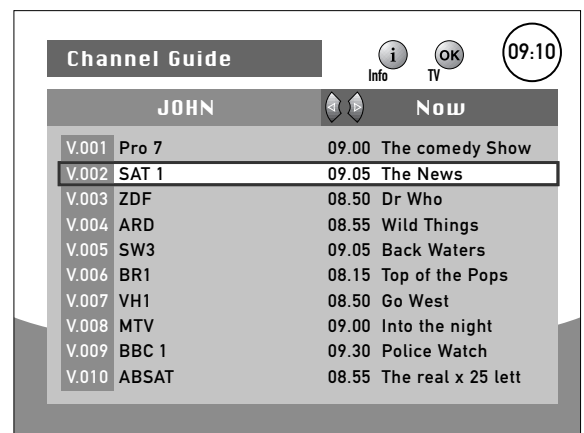 Channel Guide
i
Info
OK
TV
09:10
JOHN Now
V.001 Pro 7 09.00 The comedy Show
V.002 SAT 1 09.05 The News
V.003 ZDF 08.50 Dr Who
V.004 ARD 08.55 Wild Things
V.005 SW3 09.05 Back Waters
V.006 BR1 08.15 Top of the Pops
V.007 VH1 08.50 Go West
V.008 MTV 09.00 Into the night
V.009 BBC 1 09.30 Police Watch
V.010 ABSAT 08.55 The real x 25 lett